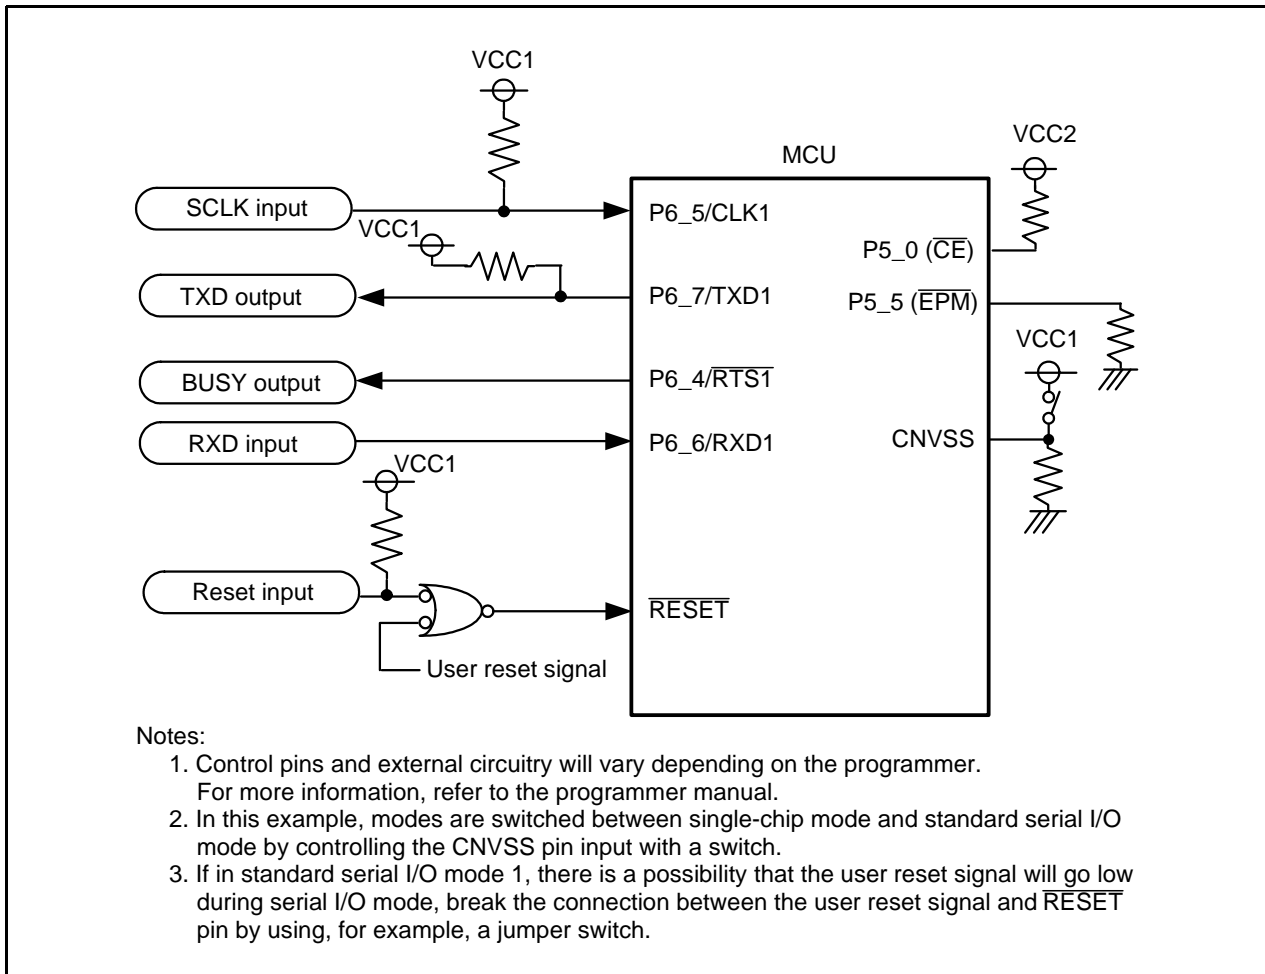 VCC1
VCC2
MCU
SCLK input
P6_5/CLK1
VCC1
P5_0 (C̅E̅)
TXD output
P6_7/TXD1
P5_5 (E̅P̅M̅)
VCC1
BUSY output
P6_4/R̅T̅S̅1̅
RXD input
P6_6/RXD1
CNVSS
VCC1
Reset input
R̅E̅S̅E̅T̅
User reset signal
Notes:
1. Control pins and external circuitry will vary depending on the programmer.
For more information, refer to the programmer manual.
2. In this example, modes are switched between single-chip mode and standard serial I/O
mode by controlling the CNVSS pin input with a switch.
3. If in standard serial I/O mode 1, there is a possibility that the user reset signal will go low
during serial I/O mode, break the connection between the user reset signal and R̅E̅S̅E̅T̅
pin by using, for example, a jumper switch.